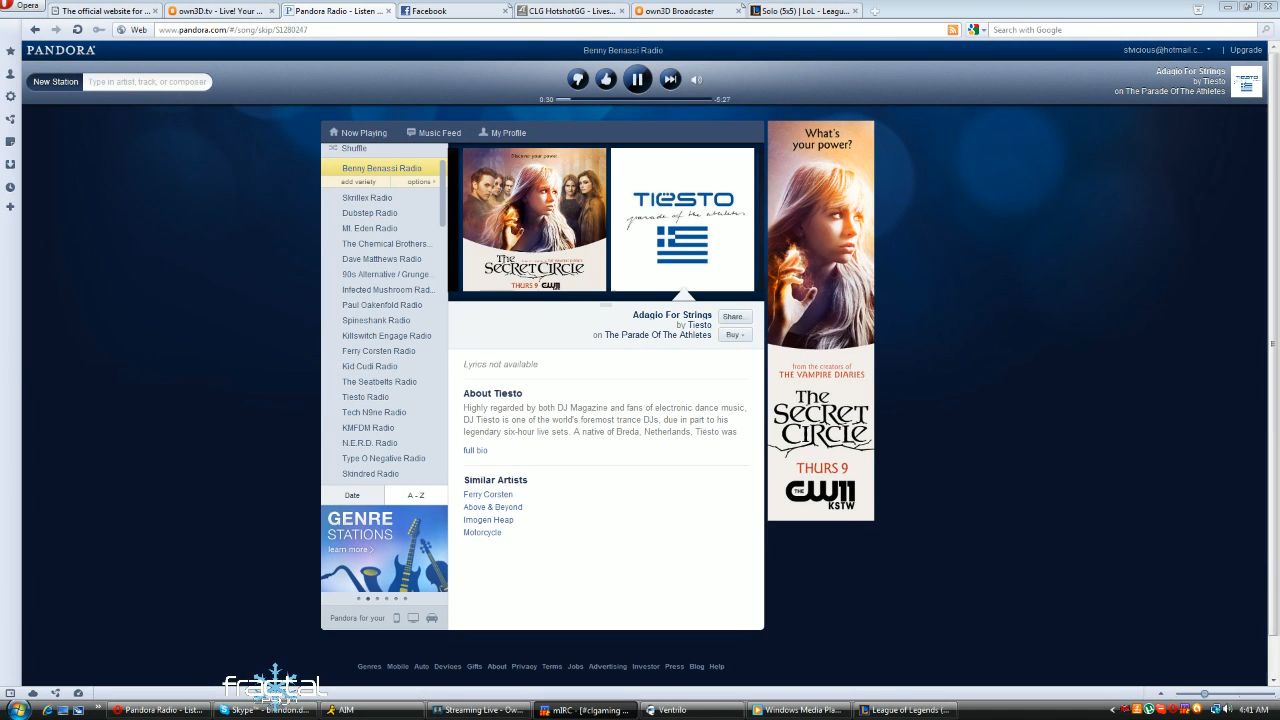 Opera
The official website for ...
own3D.tv - Live! Your ...
Pandora Radio - Listen ...
Facebook
CLG HotshotGG - Lives...
own3D Broadcaster
Solo (5x5) | LoL - Leagu...
Web
www.pandora.com/#/song/skip/S1280247
Search with Google
PANDORA
Benny Benassi Radio
stvicious@hotmail.c...
| Upgrade
New Station
Type in artist, track, or composer
0:30
-5:27
Adagio For Strings
by Tiesto
on The Parade Of The Athletes
Now Playing
Music Feed
My Profile
Shuffle
Benny Benassi Radio
add variety
options
Skrillex Radio
Dubstep Radio
Mt. Eden Radio
The Chemical Brothers...
Dave Matthews Radio
90s Alternative / Grunge...
Infected Mushroom Rad...
Paul Oakenfold Radio
Spineshank Radio
Killswitch Engage Radio
Ferry Corsten Radio
Kid Cudi Radio
The Seatbelts Radio
Tiesto Radio
Tech N9ne Radio
KMFDM Radio
N.E.R.D. Radio
Type O Negative Radio
Skindred Radio
Date
A - Z
GENRE
STATIONS
learn more >
Pandora for your
Discover your power.
THE SECRET CIRCLE
THURS 9 CW11
TIËSTO
parade of the athletes
Adagio For Strings
by Tiesto
on The Parade Of The Athletes
Share...
Buy
Lyrics not available
About Tiesto
Highly regarded by both DJ Magazine and fans of electronic dance music,
DJ Tiesto is one of the world's foremost trance DJs, due in part to his
legendary six-hour live sets. A native of Breda, Netherlands, Tiësto was
full bio
Similar Artists
Ferry Corsten
Above & Beyond
Imogen Heap
Motorcycle
What's
your power?
from the creators of
THE VAMPIRE DIARIES
THE
SECRET
CIRCLE
THURS 9
THE CW11
KSTW
Genres Mobile Auto Devices Gifts About Privacy Terms Jobs Advertising Investor Press Blog Help
fractal
Pandora Radio - List...
Skype™ - brandon.d...
AIM
Streaming Live - Ow...
mIRC - [#clgaming ...
Ventrilo
Windows Media Pla...
League of Legends (...
4:41 AM